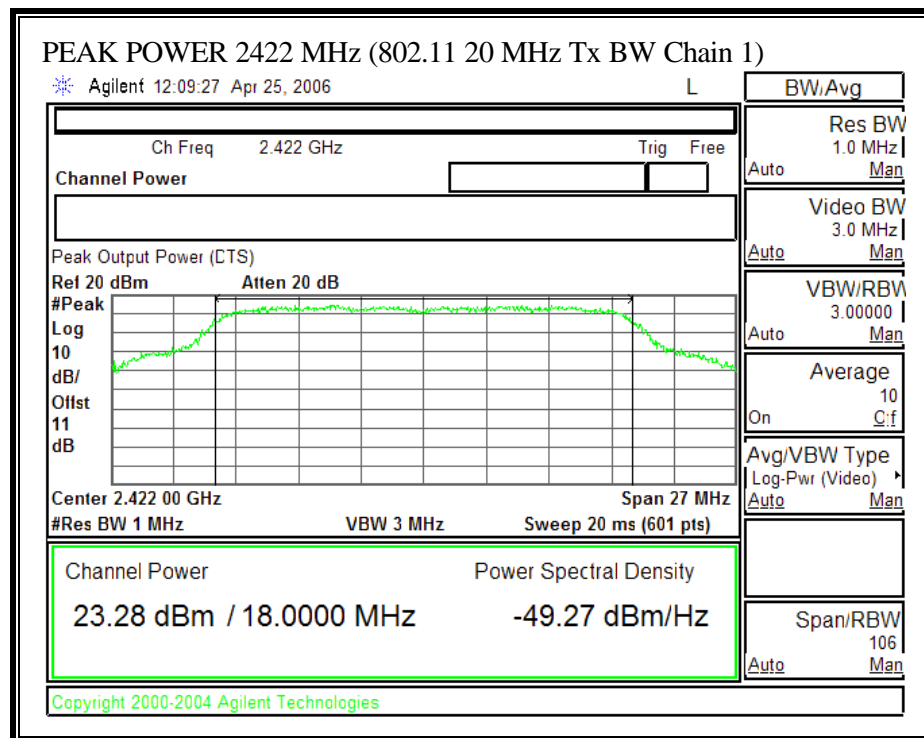 PEAK POWER 2422 MHz (802.11 20 MHz Tx BW Chain 1)
Agilent 12:09:27 Apr 25, 2006 L
BW/Avg
Ch Freq 2.422 GHz Trig Free
Channel Power
Res BW
1.0 MHz
Auto Man
Video BW
3.0 MHz
Auto Man
VBW/RBW
3.00000
Auto Man
Average
10
On Off
Avg/VBW Type
Log-Pwr (Video)
Auto Man
Span/RBW
106
Auto Man
Peak Output Power (DTS)
Ref 20 dBm Atten 20 dB
#Peak
Log
10
dB/
Offst
11
dB
Center 2.422 00 GHz Span 27 MHz
#Res BW 1 MHz VBW 3 MHz Sweep 20 ms (601 pts)
Channel Power Power Spectral Density
23.28 dBm / 18.0000 MHz -49.27 dBm/Hz
Copyright 2000-2004 Agilent Technologies